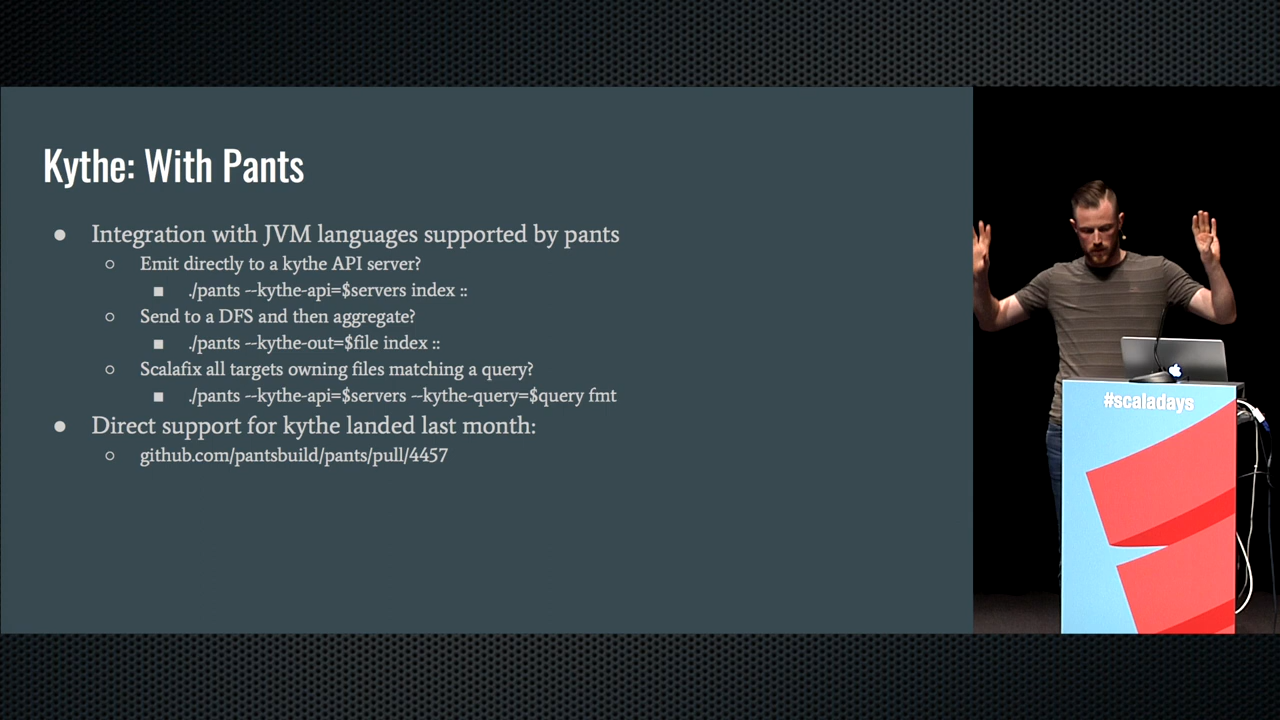 Kythe: With Pants
● Integration with JVM languages supported by pants
○ Emit directly to a kythe API server?
■ ./pants --kythe-api=$servers index ::
○ Send to a DFS and then aggregate?
■ ./pants --kythe-out=$file index ::
○ Scalafix all targets owning files matching a query?
■ ./pants --kythe-api=$servers --kythe-query=$query fmt
● Direct support for kythe landed last month:
○ github.com/pantsbuild/pants/pull/4457
#scaladays